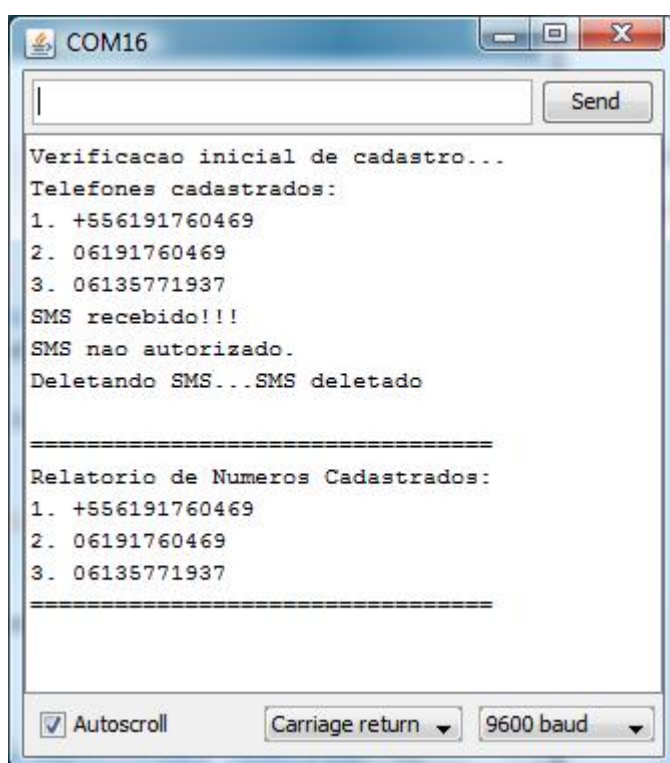 COM16
Send
Verificacao inicial de cadastro...
Telefones cadastrados:
1. +556191760469
2. 06191760469
3. 06135771937
SMS recebido!!!
SMS nao autorizado.
Deletando SMS...SMS deletado
=================================
Relatorio de Numeros Cadastrados:
1. +556191760469
2. 06191760469
3. 06135771937
=================================
Autoscroll Carriage return 9600 baud